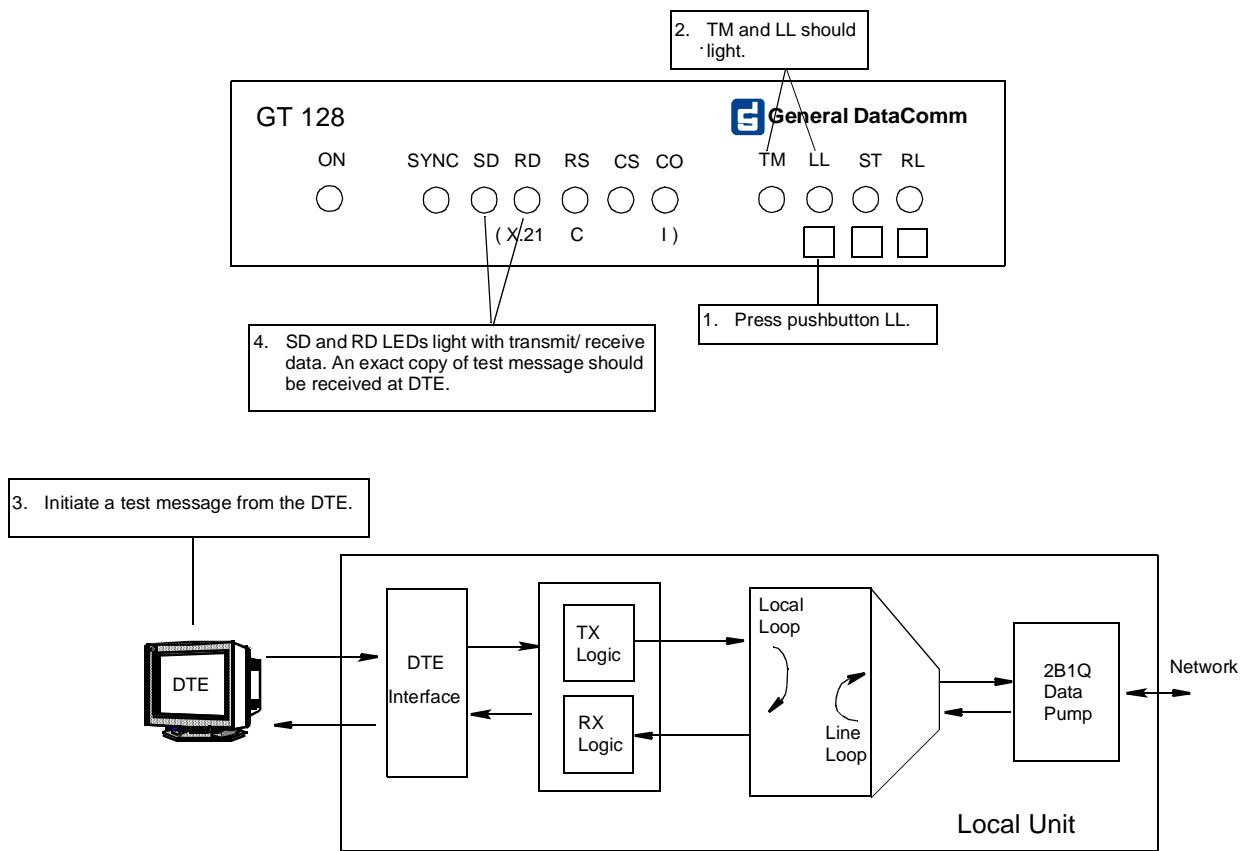 2. TM and LL should
light.
GT 128
General DataComm
ON SYNC SD RD RS CS CO TM LL ST RL
( X.21 C I )
1. Press pushbutton LL.
4. SD and RD LEDs light with transmit/ receive
data. An exact copy of test message should
be received at DTE.
3. Initiate a test message from the DTE.
DTE
DTE
Interface
TX
Logic
RX
Logic
Local
Loop
Line
Loop
2B1Q
Data
Pump
Network
Local Unit